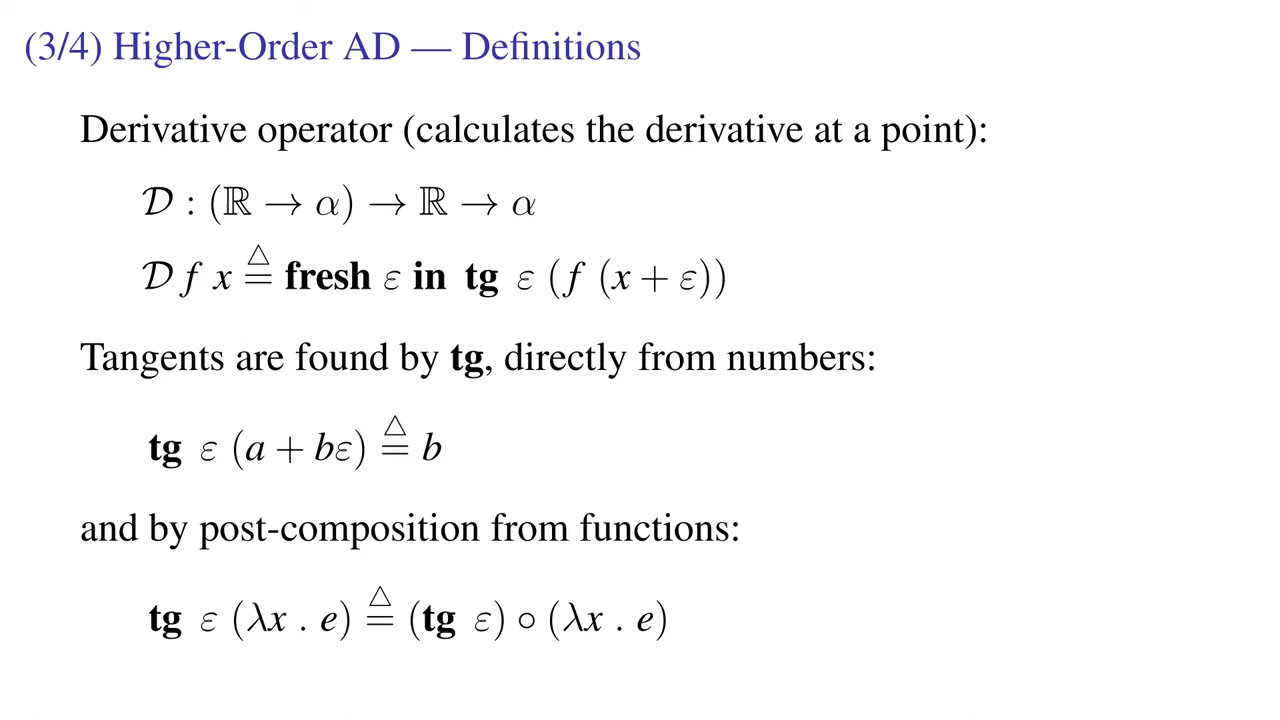 (3/4) Higher-Order AD — Definitions
Derivative operator (calculates the derivative at a point):
𝒟 : (ℝ → α) → ℝ → α
𝒟 f x ≜ fresh ε in tg ε (f (x + ε))
Tangents are found by tg, directly from numbers:
tg ε (a + bε) ≜ b
and by post-composition from functions:
tg ε (λx . e) ≜ (tg ε) ∘ (λx . e)